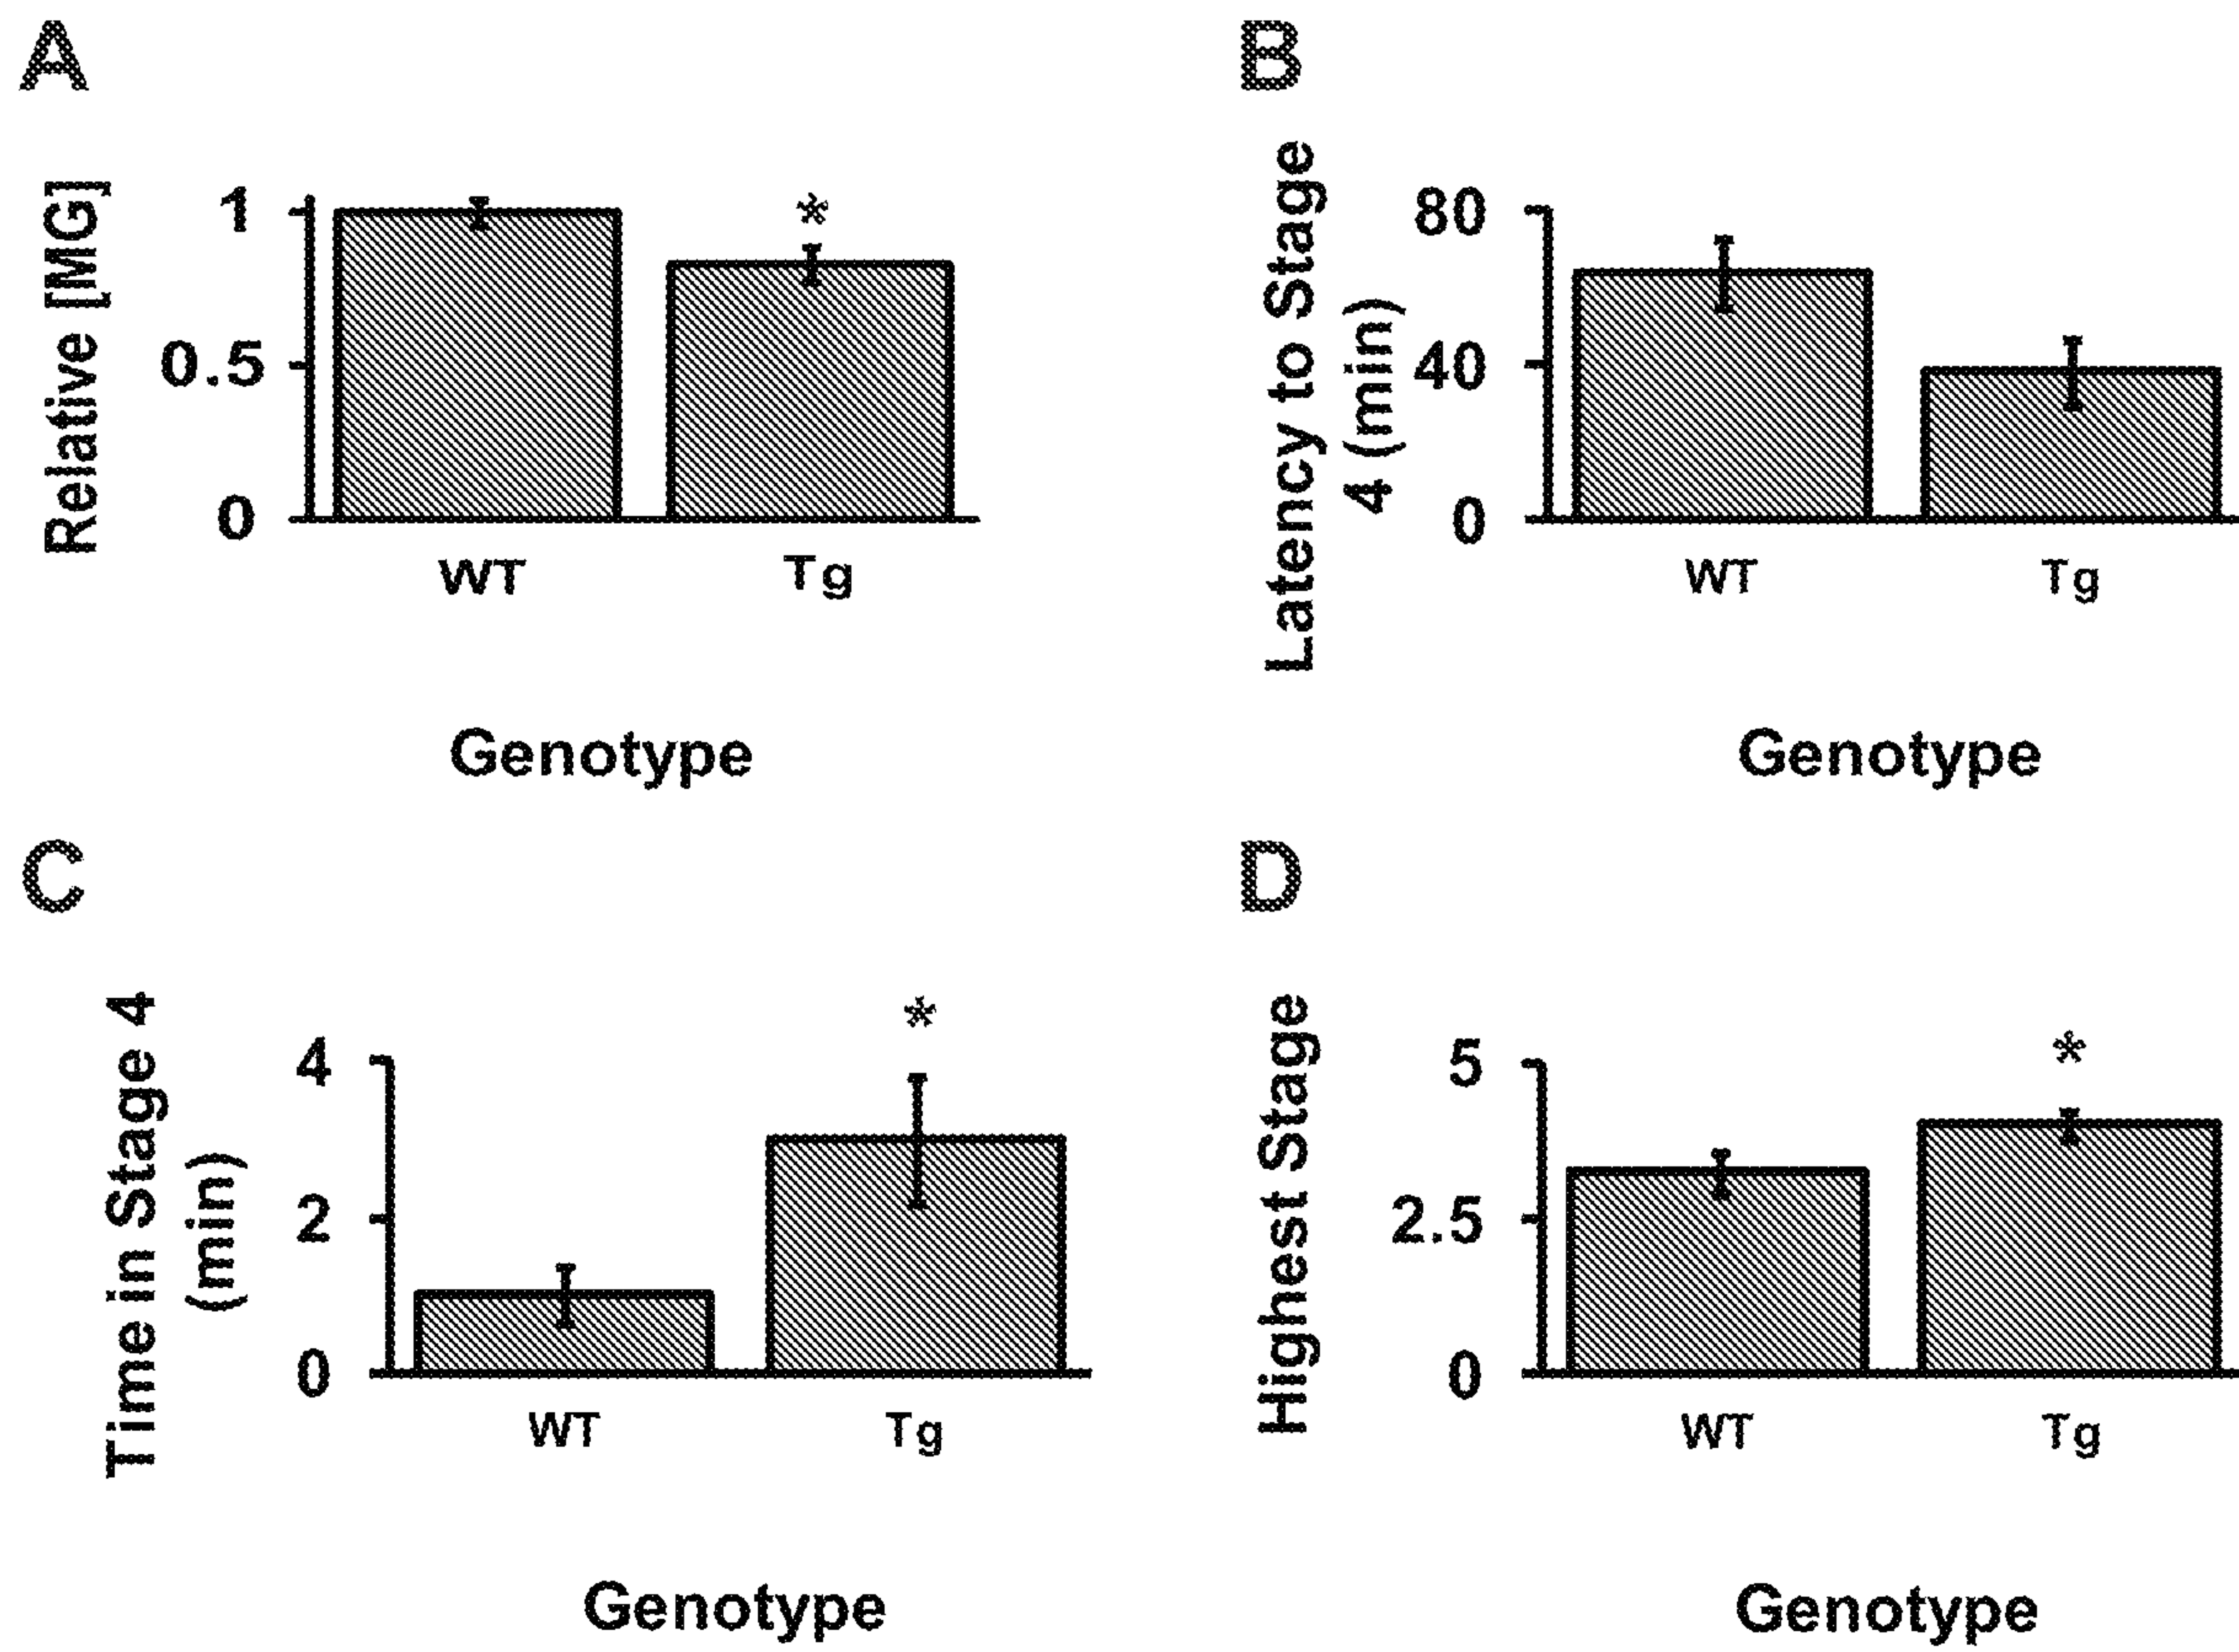 A
Relative [MG]
1
0.5
0
*
WT
Tg
Genotype
B
Latency to Stage
4 (min)
80
40
0
WT
Tg
Genotype
C
Time in Stage 4
(min)
4
2
0
*
WT
Tg
Genotype
D
Highest Stage
5
2.5
0
*
WT
Tg
Genotype